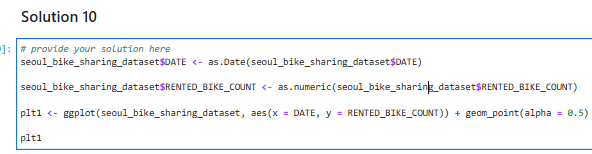 Solution 10
]:
# provide your solution here
seoul_bike_sharing_dataset$DATE <- as.Date(seoul_bike_sharing_dataset$DATE)
seoul_bike_sharing_dataset$RENTED_BIKE_COUNT <- as.numeric(seoul_bike_sharing_dataset$RENTED_BIKE_COUNT)
plt1 <- ggplot(seoul_bike_sharing_dataset, aes(x = DATE, y = RENTED_BIKE_COUNT)) + geom_point(alpha = 0.5)
plt1